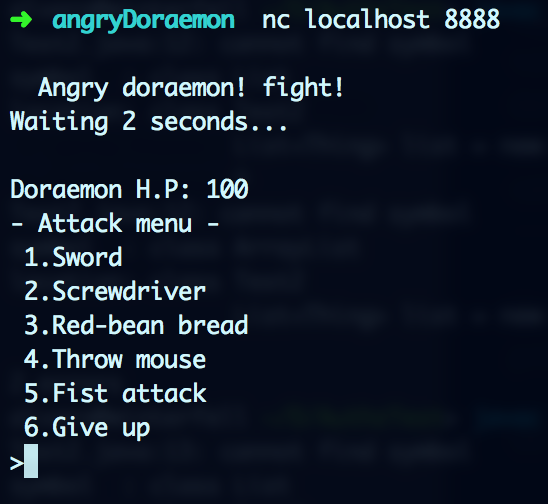 ➜ angryDoraemon nc localhost 8888
Angry doraemon! fight!
Waiting 2 seconds...
Doraemon H.P: 100
- Attack menu -
1.Sword
2.Screwdriver
3.Red-bean bread
4.Throw mouse
5.Fist attack
6.Give up
>